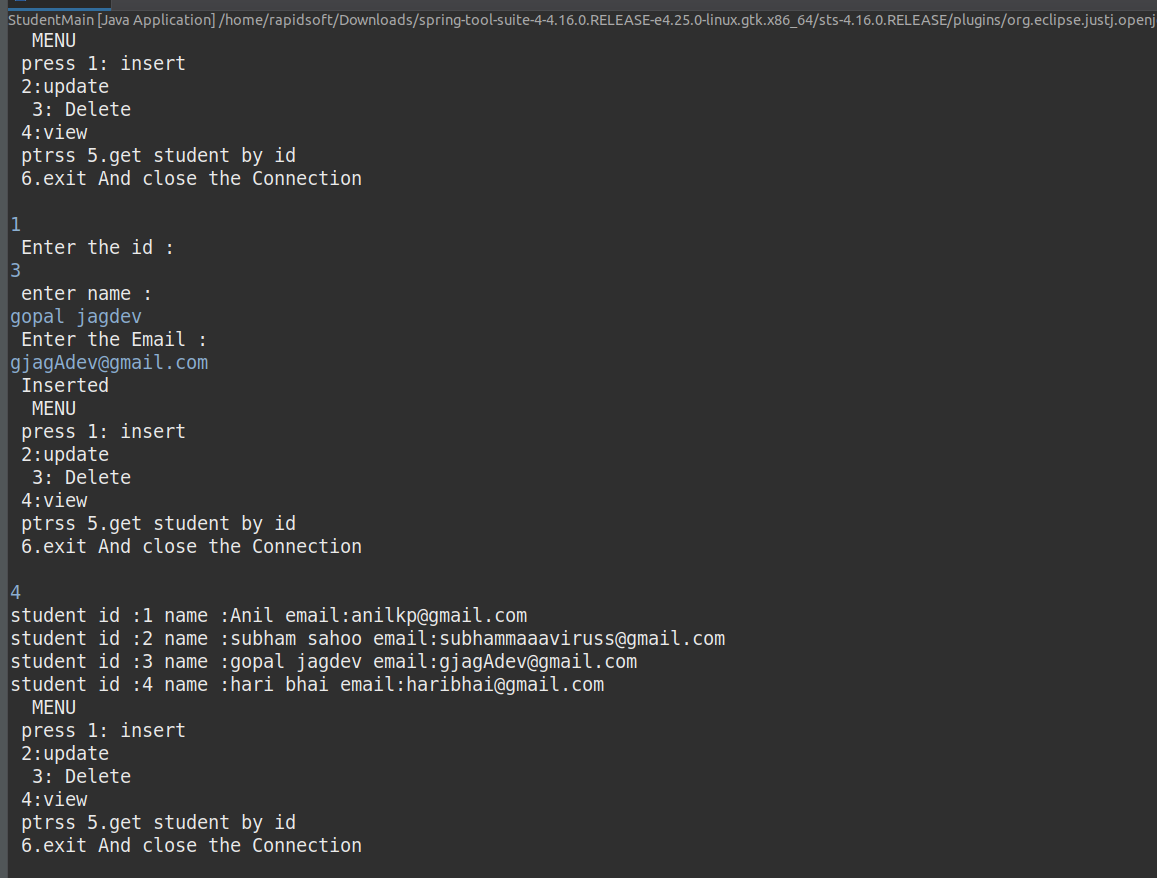 StudentMain [Java Application] /home/rapidsoft/Downloads/spring-tool-suite-4-4.16.0.RELEASE-e4.25.0-linux.gtk.x86_64/sts-4.16.0.RELEASE/plugins/org.eclipse.justj.openj
MENU
press 1: insert
2:update
3: Delete
4:view
ptrss 5.get student by id
6.exit And close the Connection
1
Enter the id :
3
enter name :
gopal jagdev
Enter the Email :
gjagAdev@gmail.com
Inserted
MENU
press 1: insert
2:update
3: Delete
4:view
ptrss 5.get student by id
6.exit And close the Connection
4
student id :1 name :Anil email:anilkp@gmail.com
student id :2 name :subham sahoo email:subhammaaaviruss@gmail.com
student id :3 name :gopal jagdev email:gjagAdev@gmail.com
student id :4 name :hari bhai email:haribhai@gmail.com
MENU
press 1: insert
2:update
3: Delete
4:view
ptrss 5.get student by id
6.exit And close the Connection